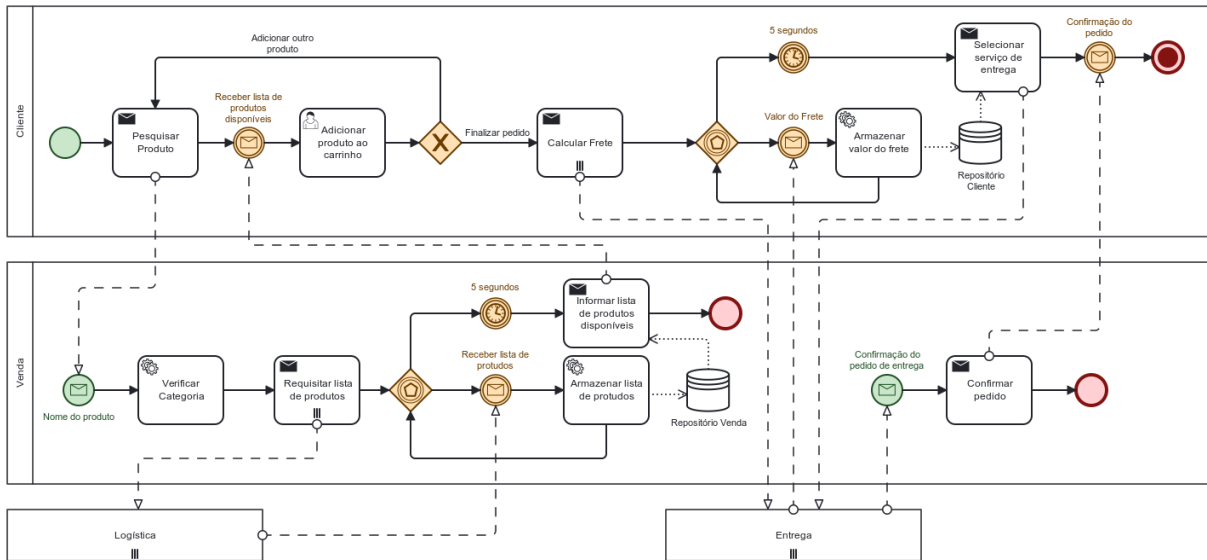 Cliente
Adicionar outro
produto
Pesquisar
Produto
Receber lista de
produtos
disponíveis
Adicionar
produto ao
carrinho
Finalizar pedido
Calcular Frete
5 segundos
Valor do Frete
Armazenar
valor do frete
Selecionar
serviço de
entrega
Repositório
Cliente
Confirmação do
pedido
Venda
Nome do produto
Verificar
Categoria
Requisitar lista
de produtos
5 segundos
Receber lista de
protudos
Informar lista
de produtos
disponíveis
Armazenar lista
de protudos
Repositório Venda
Confirmação do
pedido de entrega
Confirmar
pedido
Logística
Entrega